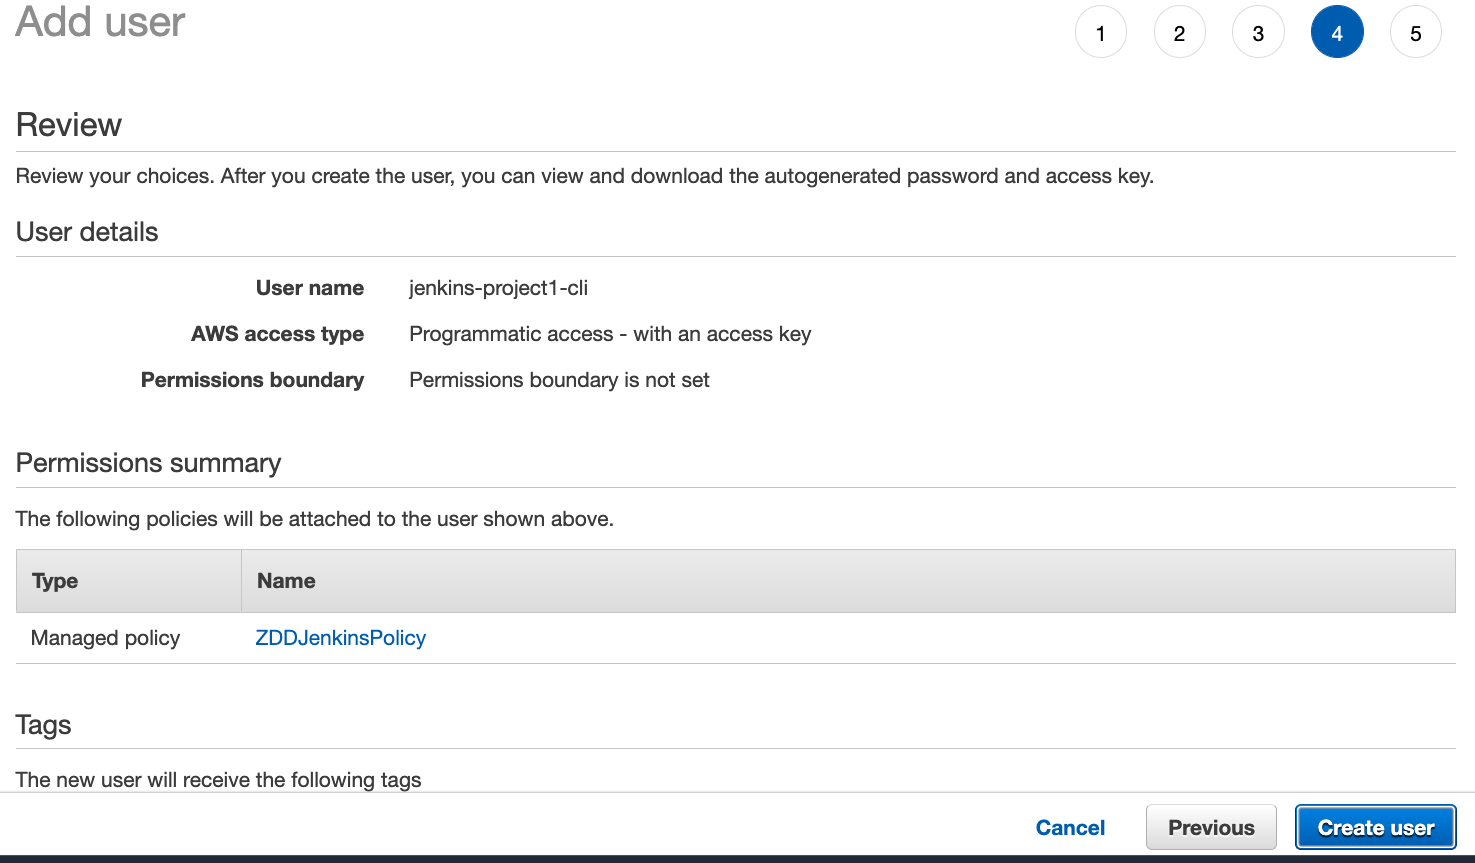 Add user
1 2 3 4 5
Review
Review your choices. After you create the user, you can view and download the autogenerated password and access key.
User details
User name jenkins-project1-cli
AWS access type Programmatic access - with an access key
Permissions boundary Permissions boundary is not set
Permissions summary
The following policies will be attached to the user shown above.
Type Name
Managed policy ZDDJenkinsPolicy
Tags
The new user will receive the following tags
Cancel Previous Create user